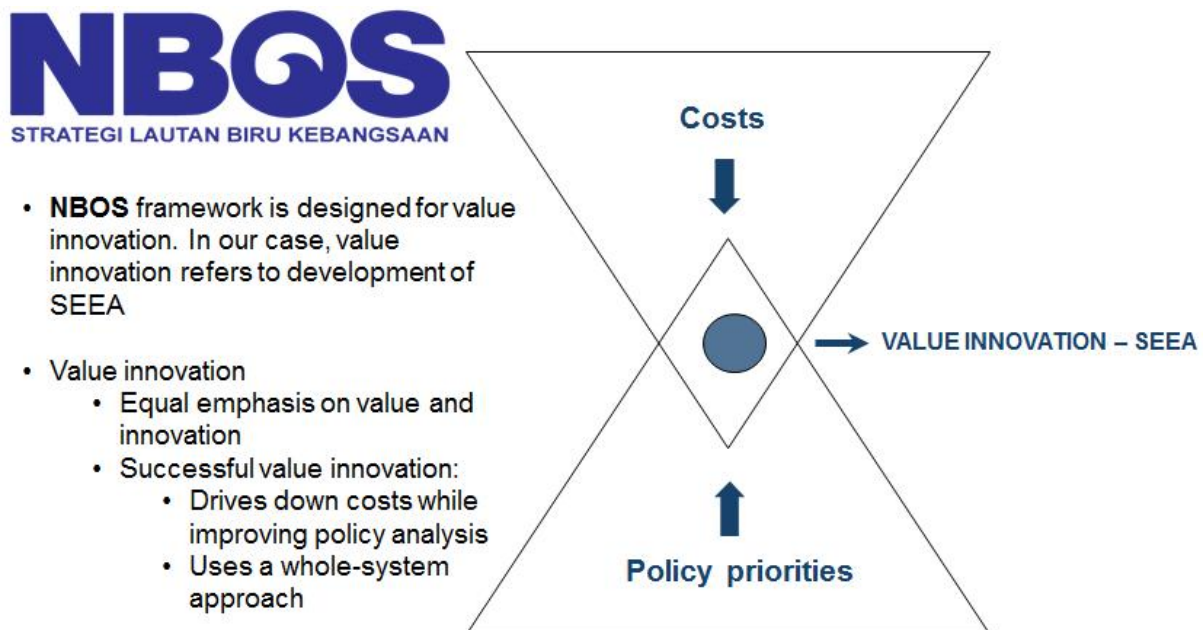 NBOS
STRATEGI LAUTAN BIRU KEBANGSAAN
• NBOS framework is designed for value
innovation. In our case, value
innovation refers to development of
SEEA
• Value innovation
• Equal emphasis on value and
innovation
• Successful value innovation:
• Drives down costs while
improving policy analysis
• Uses a whole-system
approach
Costs
VALUE INNOVATION – SEEA
Policy priorities